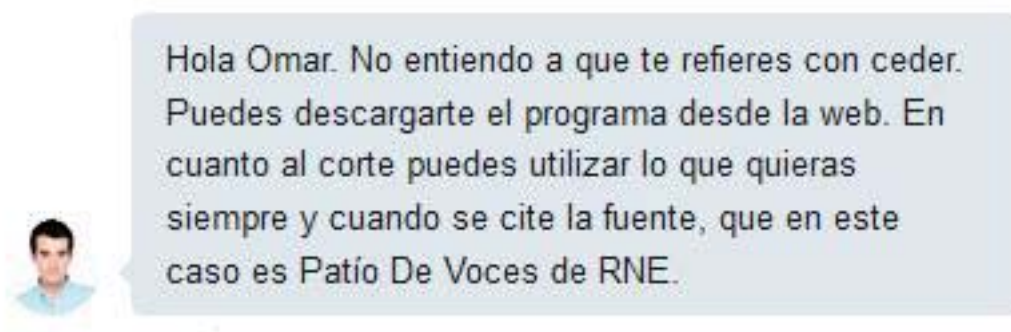 Hola Omar. No entiendo a que te refieres con ceder.
Puedes descargarte el programa desde la web. En
cuanto al corte puedes utilizar lo que quieras
siempre y cuando se cite la fuente, que en este
caso es Patío De Voces de RNE.